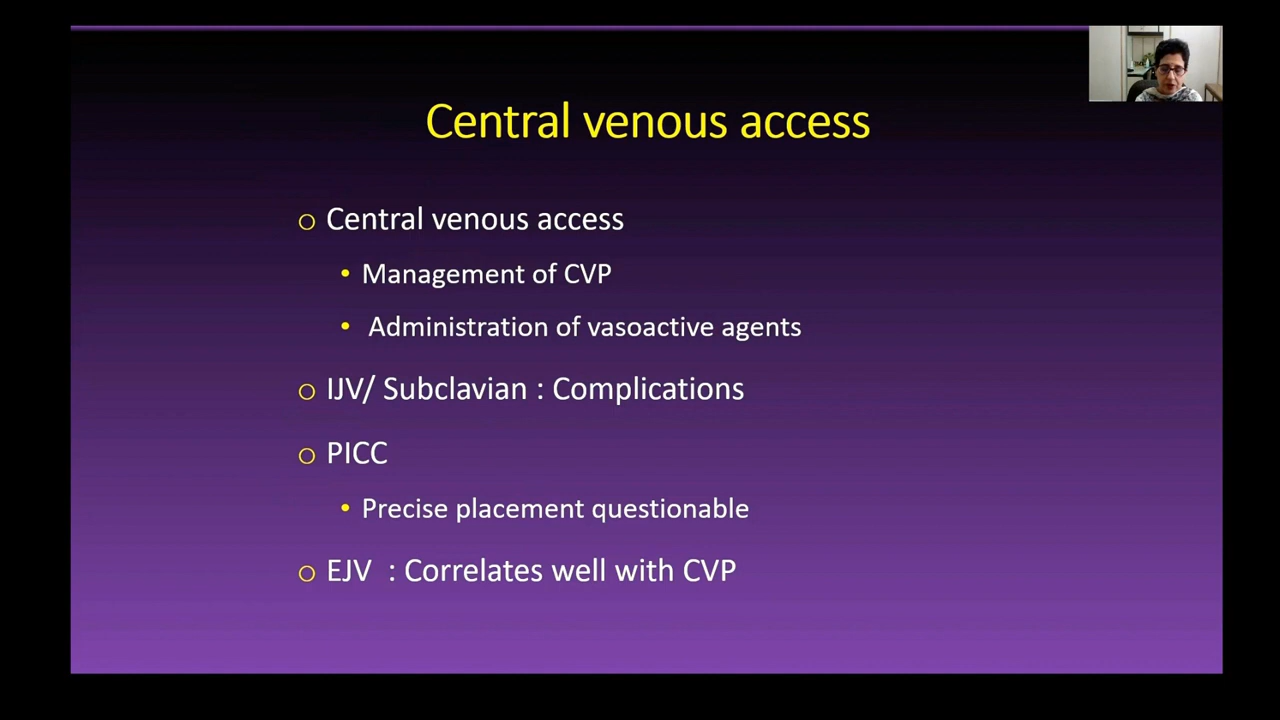 Central venous access
Central venous access
Management of CVP
Administration of vasoactive agents
IJV/ Subclavian : Complications
PICC
Precise placement questionable
EJV : Correlates well with CVP